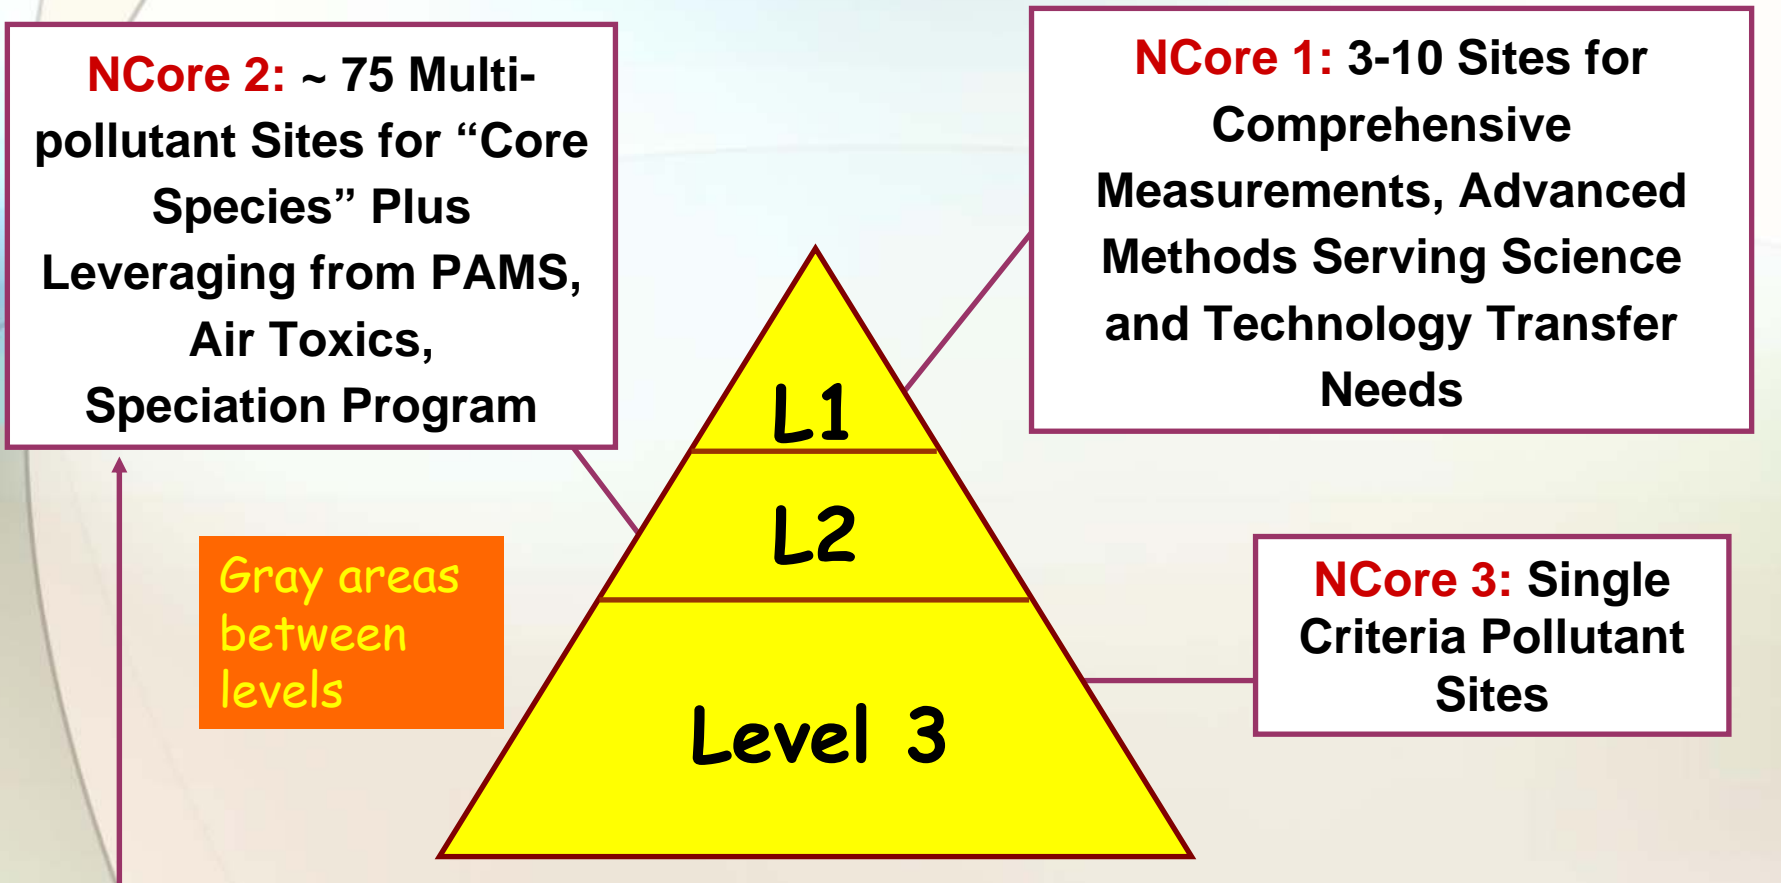 NCore 2: ~ 75 Multi-
pollutant Sites for “Core
Species” Plus
Leveraging from PAMS,
Air Toxics,
Speciation Program
NCore 1: 3-10 Sites for
Comprehensive
Measurements, Advanced
Methods Serving Science
and Technology Transfer
Needs
L1
L2
Level 3
Gray areas
between
levels
NCore 3: Single
Criteria Pollutant
Sites